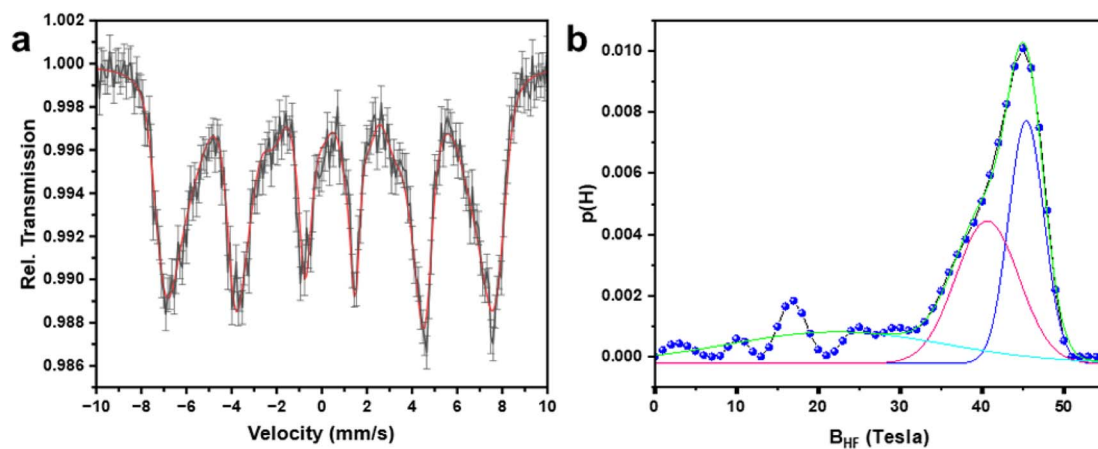 a
1.002
1.000
0.998
0.996
0.994
0.992
0.990
0.988
0.986
Rel. Transmission
−10 −8 −6 −4 −2 0 2 4 6 8 10
Velocity (mm/s)
b
0.010
0.008
0.006
0.004
0.002
0.000
p(H)
0 10 20 30 40 50
B_HF (Tesla)